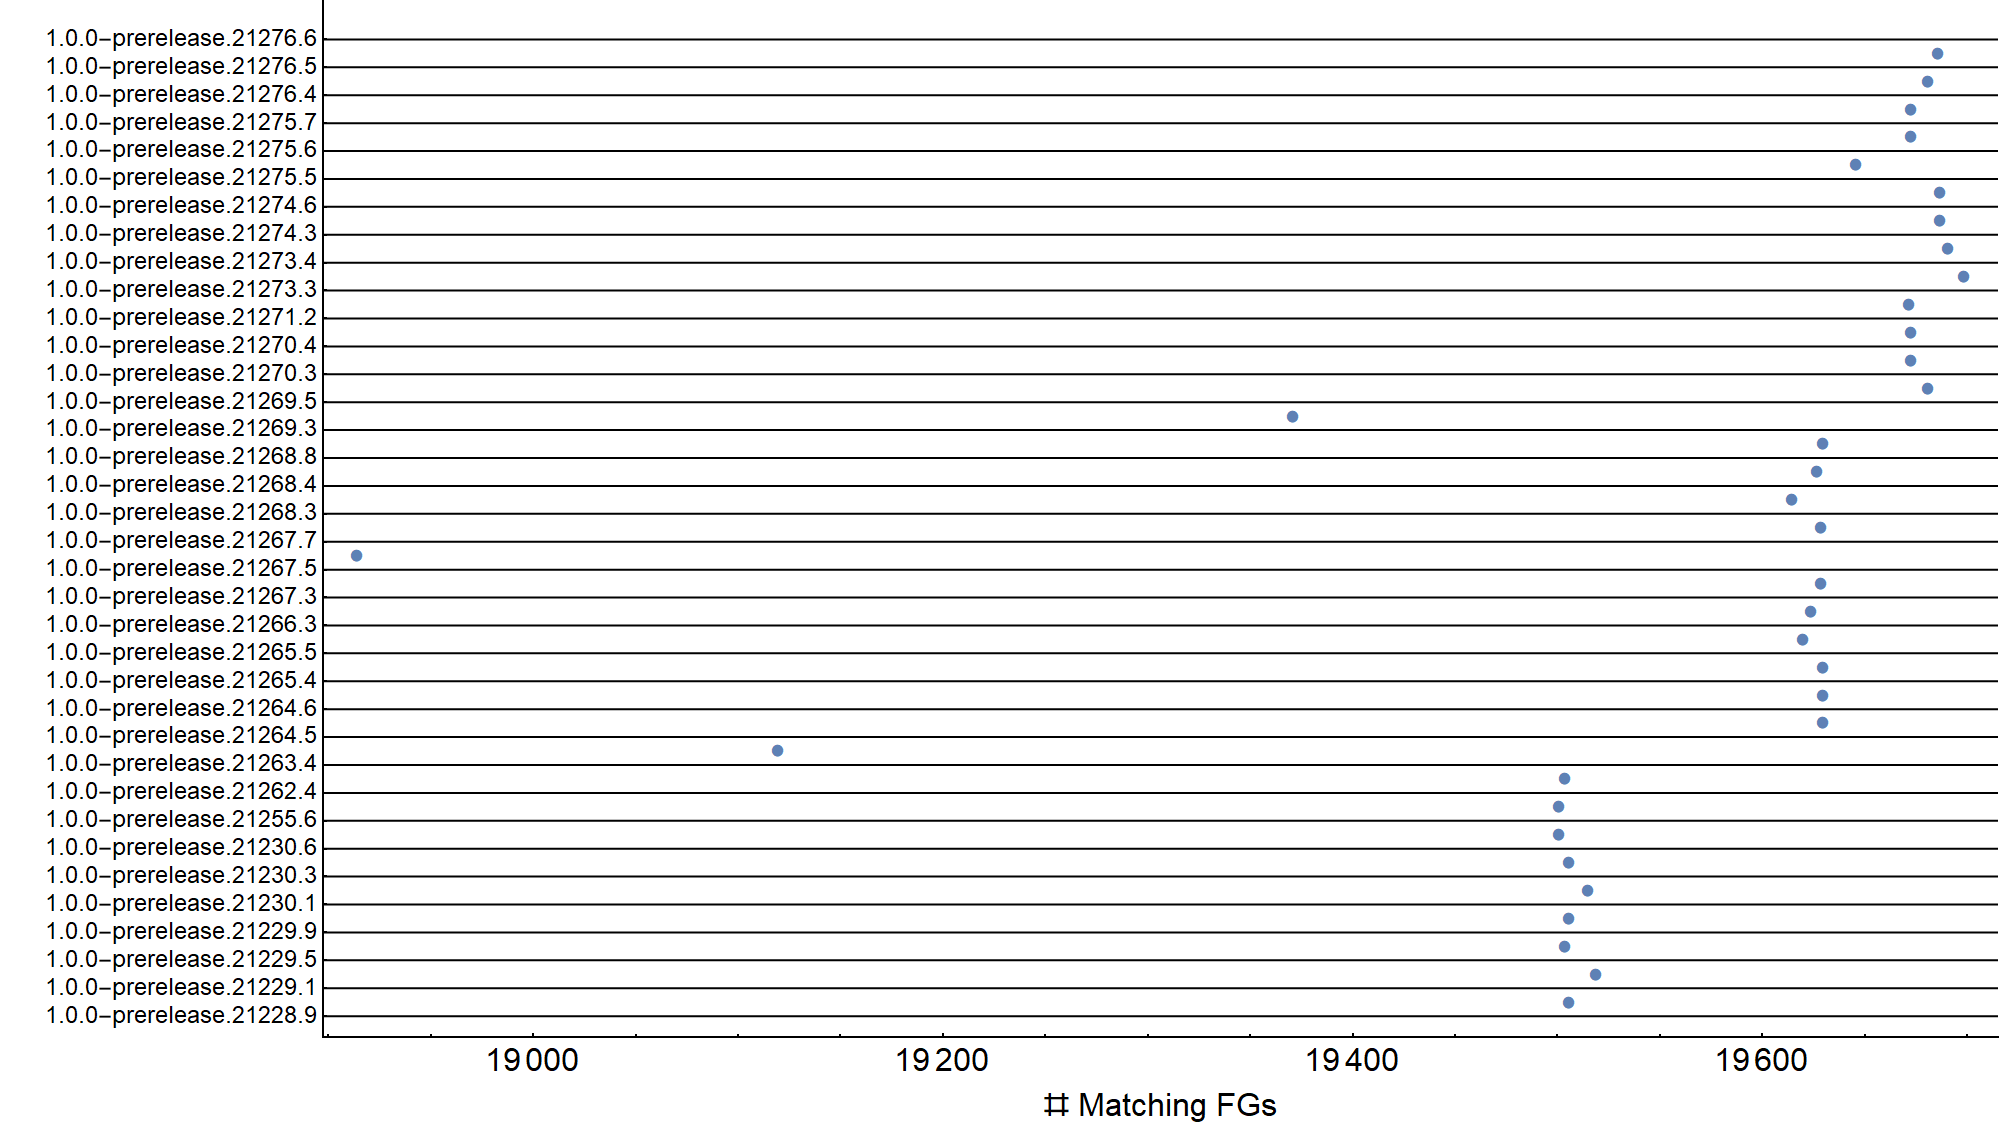 1.0.0–prerelease.21276.6
1.0.0–prerelease.21276.5
1.0.0–prerelease.21276.4
1.0.0–prerelease.21275.7
1.0.0–prerelease.21275.6
1.0.0–prerelease.21275.5
1.0.0–prerelease.21274.6
1.0.0–prerelease.21274.3
1.0.0–prerelease.21273.4
1.0.0–prerelease.21273.3
1.0.0–prerelease.21271.2
1.0.0–prerelease.21270.4
1.0.0–prerelease.21270.3
1.0.0–prerelease.21269.5
1.0.0–prerelease.21269.3
1.0.0–prerelease.21268.8
1.0.0–prerelease.21268.4
1.0.0–prerelease.21268.3
1.0.0–prerelease.21267.7
1.0.0–prerelease.21267.5
1.0.0–prerelease.21267.3
1.0.0–prerelease.21266.3
1.0.0–prerelease.21265.5
1.0.0–prerelease.21265.4
1.0.0–prerelease.21264.6
1.0.0–prerelease.21264.5
1.0.0–prerelease.21263.4
1.0.0–prerelease.21262.4
1.0.0–prerelease.21255.6
1.0.0–prerelease.21230.6
1.0.0–prerelease.21230.3
1.0.0–prerelease.21230.1
1.0.0–prerelease.21229.9
1.0.0–prerelease.21229.5
1.0.0–prerelease.21229.1
1.0.0–prerelease.21228.9
19 000 19 200 19 400 19 600
# Matching FGs